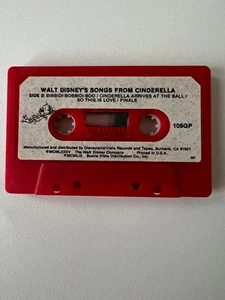 WALT DISNEY'S SONGS FROM CINDERELLA
SIDE 2: BIBBIDI-BOBBIDI-BOO / CINDERELLA ARRIVES AT THE BALL /
SO THIS IS LOVE / FINALE
105GP
Manufactured and distributed by Disneyland/Vista Records and Tapes, Burbank, CA 91521
℗MCMLXXXV The Walt Disney Company Printed in U.S.A.
Buena Vista Distribution Co., Inc.